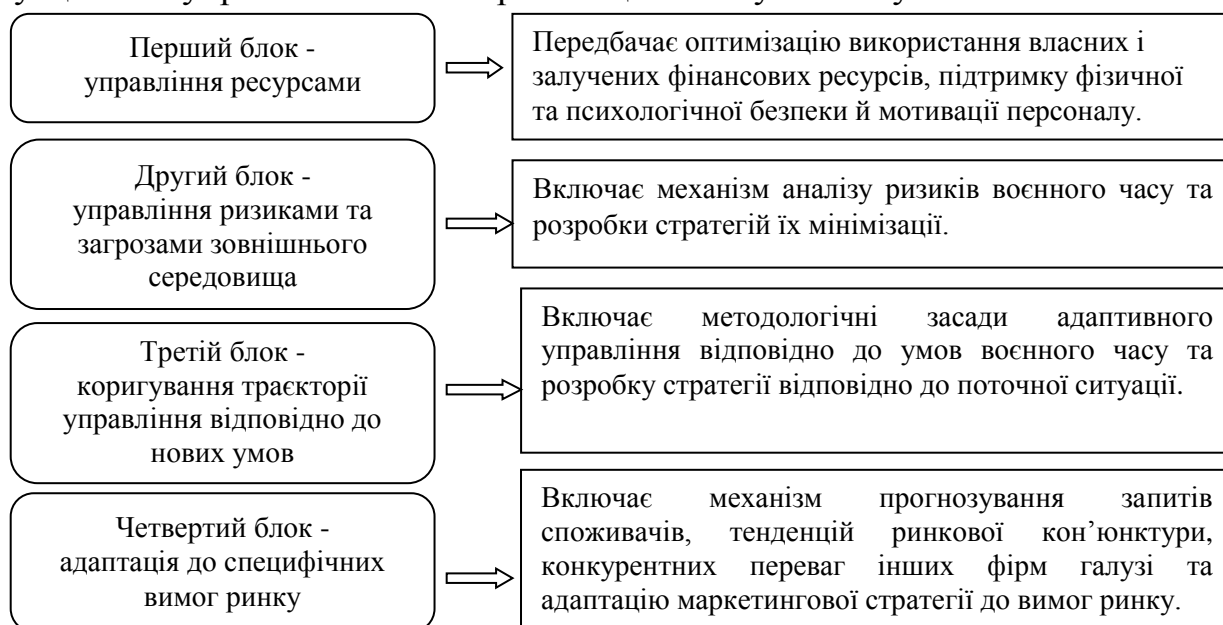 Перший блок -
управління ресурсами
Передбачає оптимізацію використання власних і
залучених фінансових ресурсів, підтримку фізичної
та психологічної безпеки й мотивації персоналу.
Другий блок -
управління ризиками та
загрозами зовнішнього
середовища
Включає механізм аналізу ризиків воєнного часу та
розробки стратегій їх мінімізації.
Третій блок -
коригування траєкторії
управління відповідно до
нових умов
Включає методологічні засади адаптивного
управління відповідно до умов воєнного часу та
розробку стратегії відповідно до поточної ситуації.
Четвертий блок -
адаптація до специфічних
вимог ринку
Включає механізм прогнозування запитів
споживачів, тенденцій ринкової кон’юнктури,
конкурентних переваг інших фірм галузі та
адаптацію маркетингової стратегії до вимог ринку.